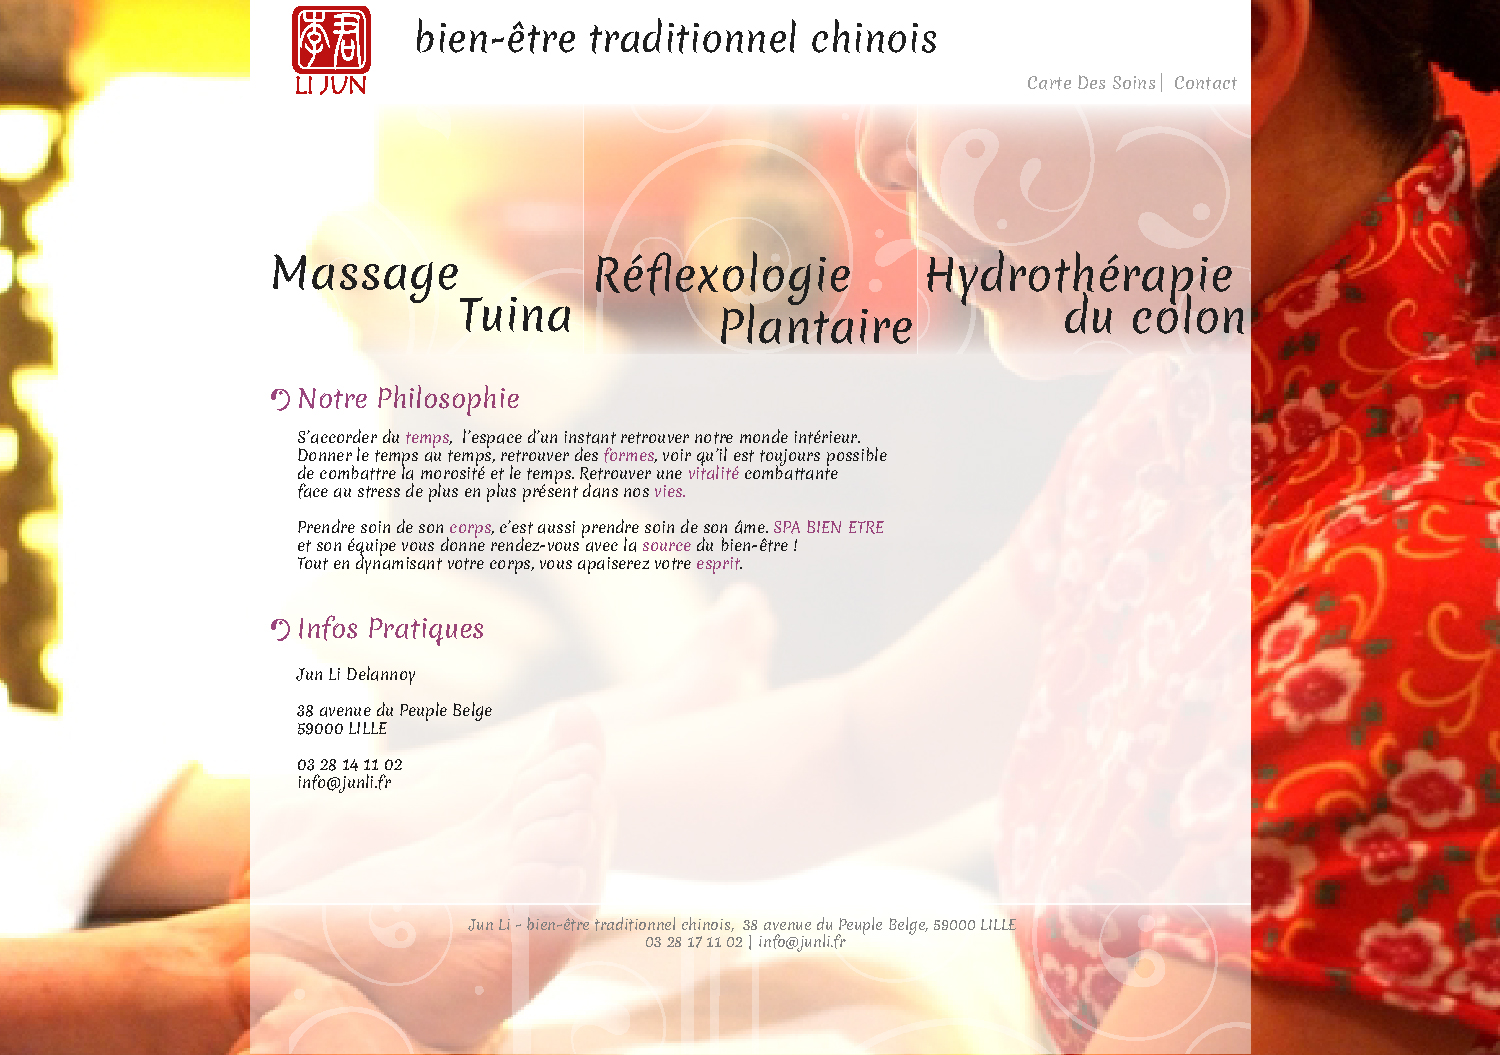 李君
LI JUN
bien-être traditionnel chinois
Carte Des Soins | Contact
Massage
Tuina
Réflexologie
Plantaire
Hydrothérapie
du colon
Notre Philosophie
S’accorder du temps, l’espace d’un instant retrouver notre monde intérieur.
Donner le temps au temps, retrouver des formes, voir qu’il est toujours possible
de combattre la morosité et le temps. Retrouver une vitalité combattante
face au stress de plus en plus présent dans nos vies.
Prendre soin de son corps, c’est aussi prendre soin de son âme. SPA BIEN ETRE
et son équipe vous donne rendez-vous avec la source du bien-être !
Tout en dynamisant votre corps, vous apaiserez votre esprit.
Infos Pratiques
Jun Li Delannoy
38 avenue du Peuple Belge
59000 LILLE
03 28 14 11 02
info@junli.fr
Jun Li - bien-être traditionnel chinois, 38 avenue du Peuple Belge, 59000 LILLE
03 28 17 11 02 | info@junli.fr